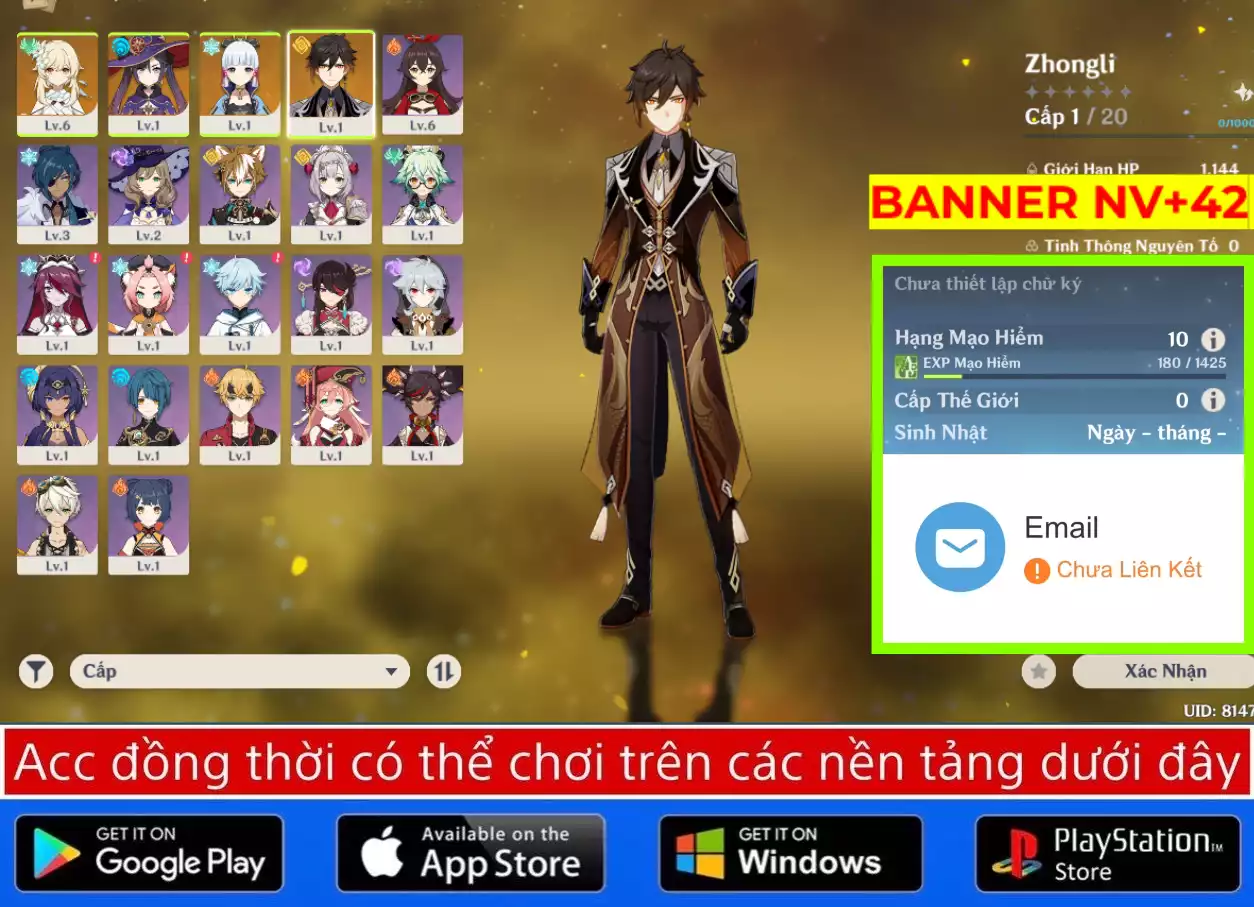 Zhongli
Cấp 1 / 20
0/1000
Giới Hạn HP 1.144
BANNER NV+42
Tinh Thông Nguyên Tố 0
Lv.6 Lv.1 Lv.1 Lv.1 Lv.6
Lv.3 Lv.2 Lv.1 Lv.1 Lv.1
Lv.1 Lv.1 Lv.1 Lv.1 Lv.1
Lv.1 Lv.1 Lv.1 Lv.1 Lv.1
Lv.1 Lv.1
Chưa thiết lập chữ ký
Hạng Mạo Hiểm 10
EXP Mạo Hiểm 180 / 1425
Cấp Thế Giới 0
Sinh Nhật Ngày - tháng -
Email
Chưa Liên Kết
Cấp
Xác Nhận
UID: 8147
Acc đồng thời có thể chơi trên các nền tảng dưới đây
GET IT ON
Google Play
Available on the
App Store
GET IT ON
Windows
PlayStation TM
Store